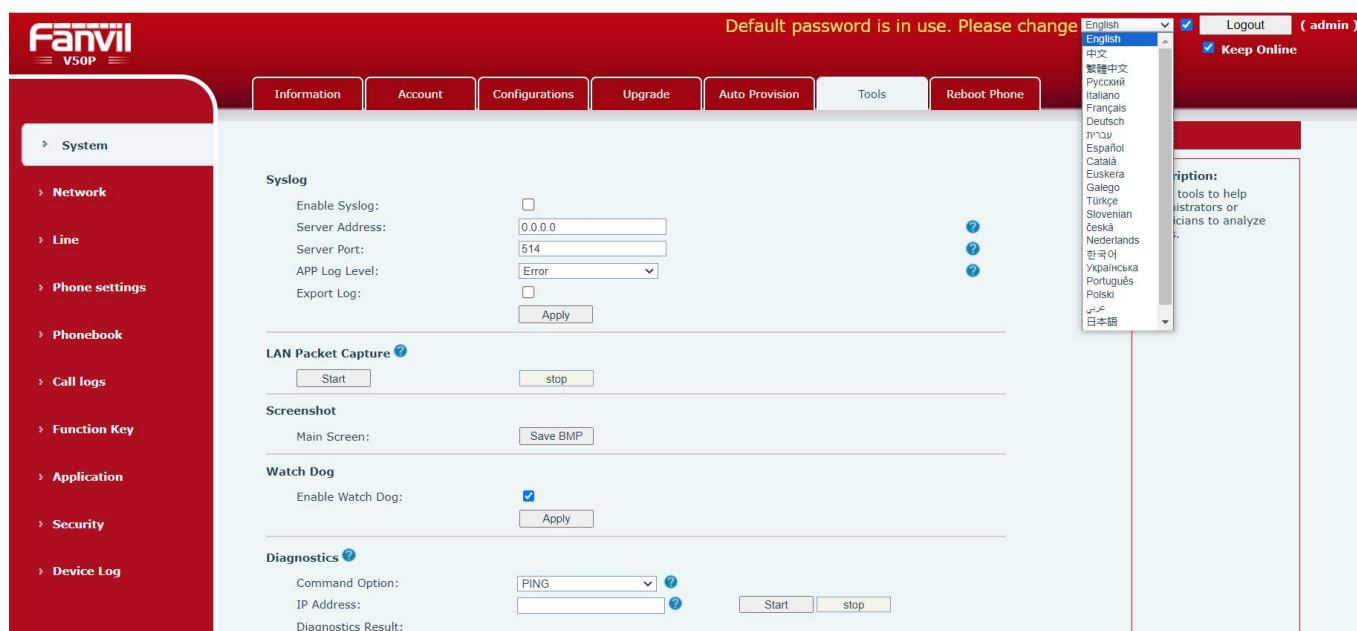 Fanvil
V50P
Default password is in use. Please change
English
Logout
( admin )
Keep Online
English
中文
繁體中文
Русский
Italiano
Français
Deutsch
עברית
Español
Català
Euskera
Galego
Türkçe
Slovenian
česká
Nederlands
한국어
Українська
Português
Polski
عربي
日本語
Information
Account
Configurations
Upgrade
Auto Provision
Tools
Reboot Phone
System
Network
Line
Phone settings
Phonebook
Call logs
Function Key
Application
Security
Device Log
Syslog
Enable Syslog:
Server Address: 0.0.0.0
Server Port: 514
APP Log Level: Error
Export Log:
Apply
LAN Packet Capture
Start stop
Screenshot
Main Screen: Save BMP
Watch Dog
Enable Watch Dog:
Apply
Diagnostics
Command Option: PING
IP Address: Start stop
Diagnostics Result:
ription:
tools to help
istrators or
icians to analyze